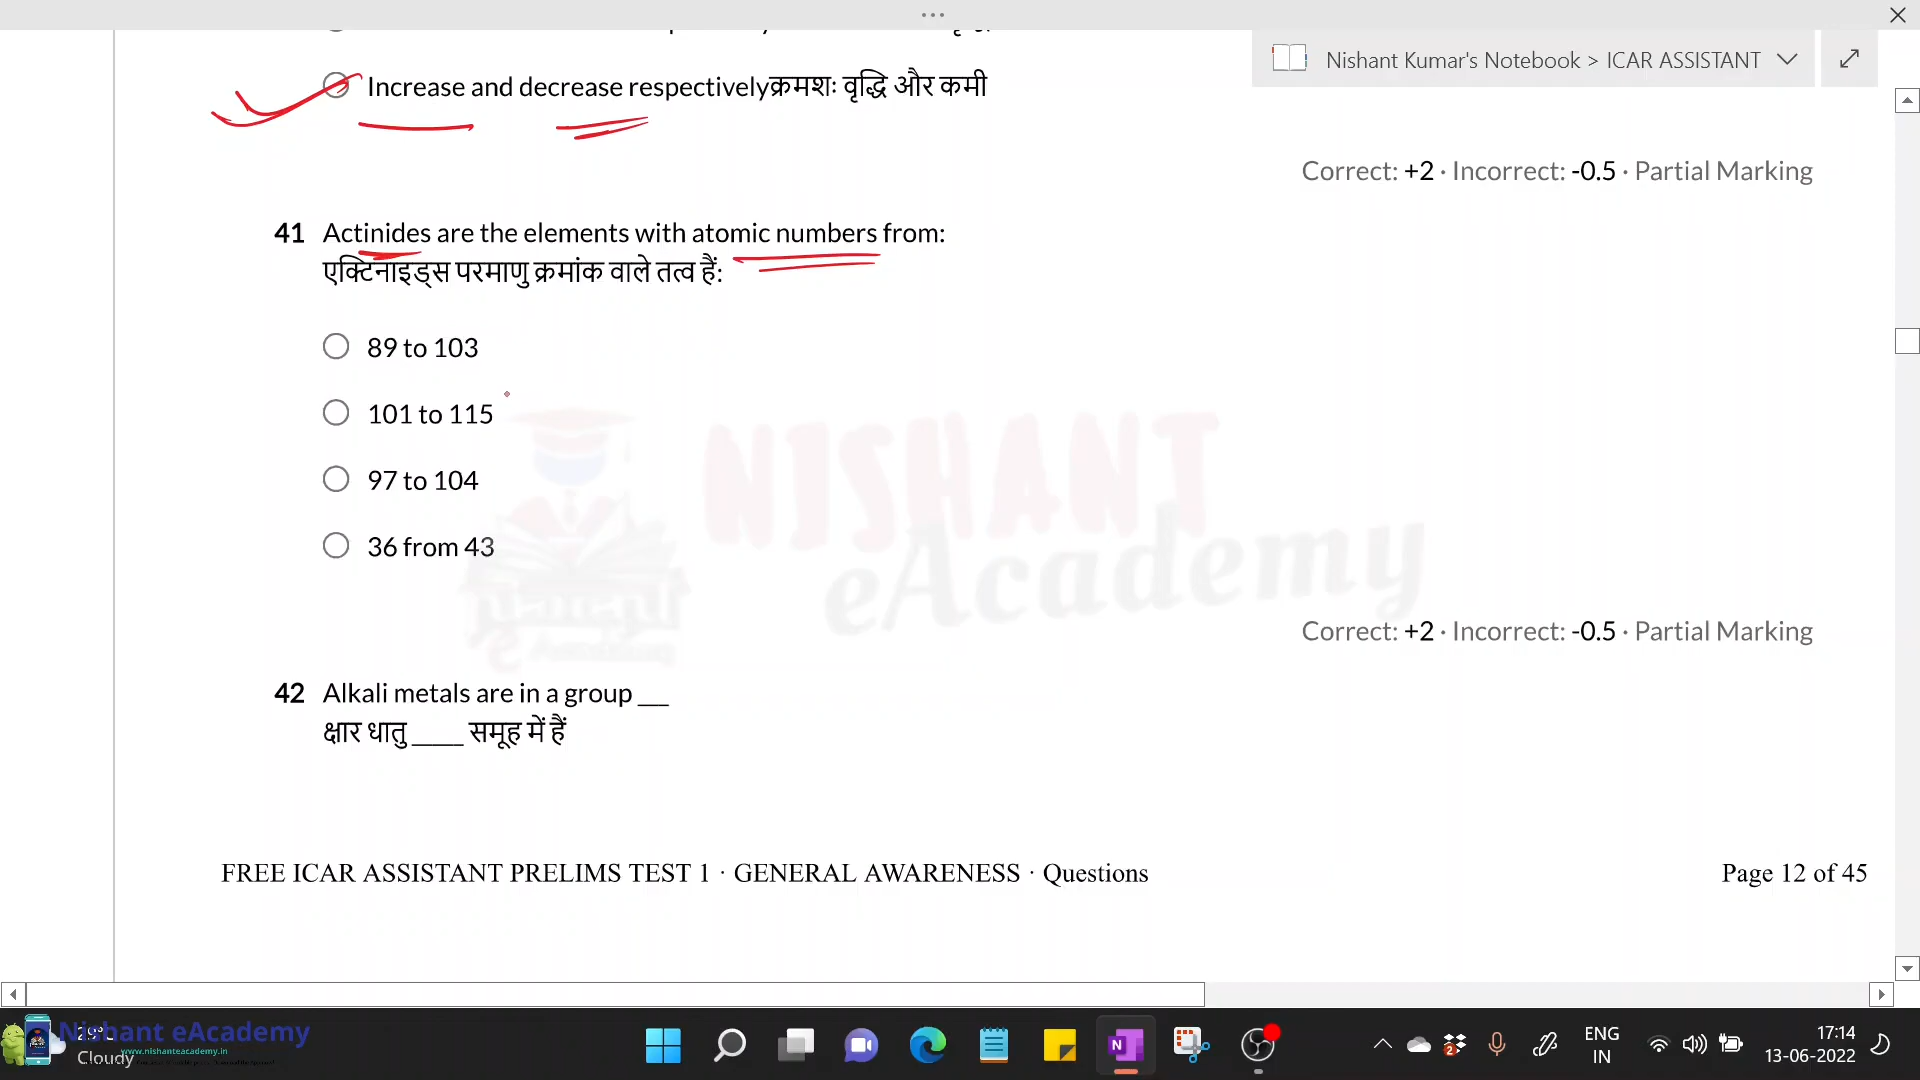 Nishant Kumar's Notebook > ICAR ASSISTANT
Increase and decrease respectivelyक्रमशः वृद्धि और कमी
Correct: +2 · Incorrect: -0.5 · Partial Marking
41 Actinides are the elements with atomic numbers from:
एक्टिनाइड्स परमाणु क्रमांक वाले तत्व हैं:
89 to 103
101 to 115
97 to 104
36 from 43
NISHANT
eAcademy
Correct: +2 · Incorrect: -0.5 · Partial Marking
42 Alkali metals are in a group __
क्षार धातु ____ समूह में हैं
FREE ICAR ASSISTANT PRELIMS TEST 1 · GENERAL AWARENESS · Questions
Page 12 of 45
Nishant eAcademy
www.nishanteacademy.in
Cloudy
2
ENG
IN
17:14
13-06-2022